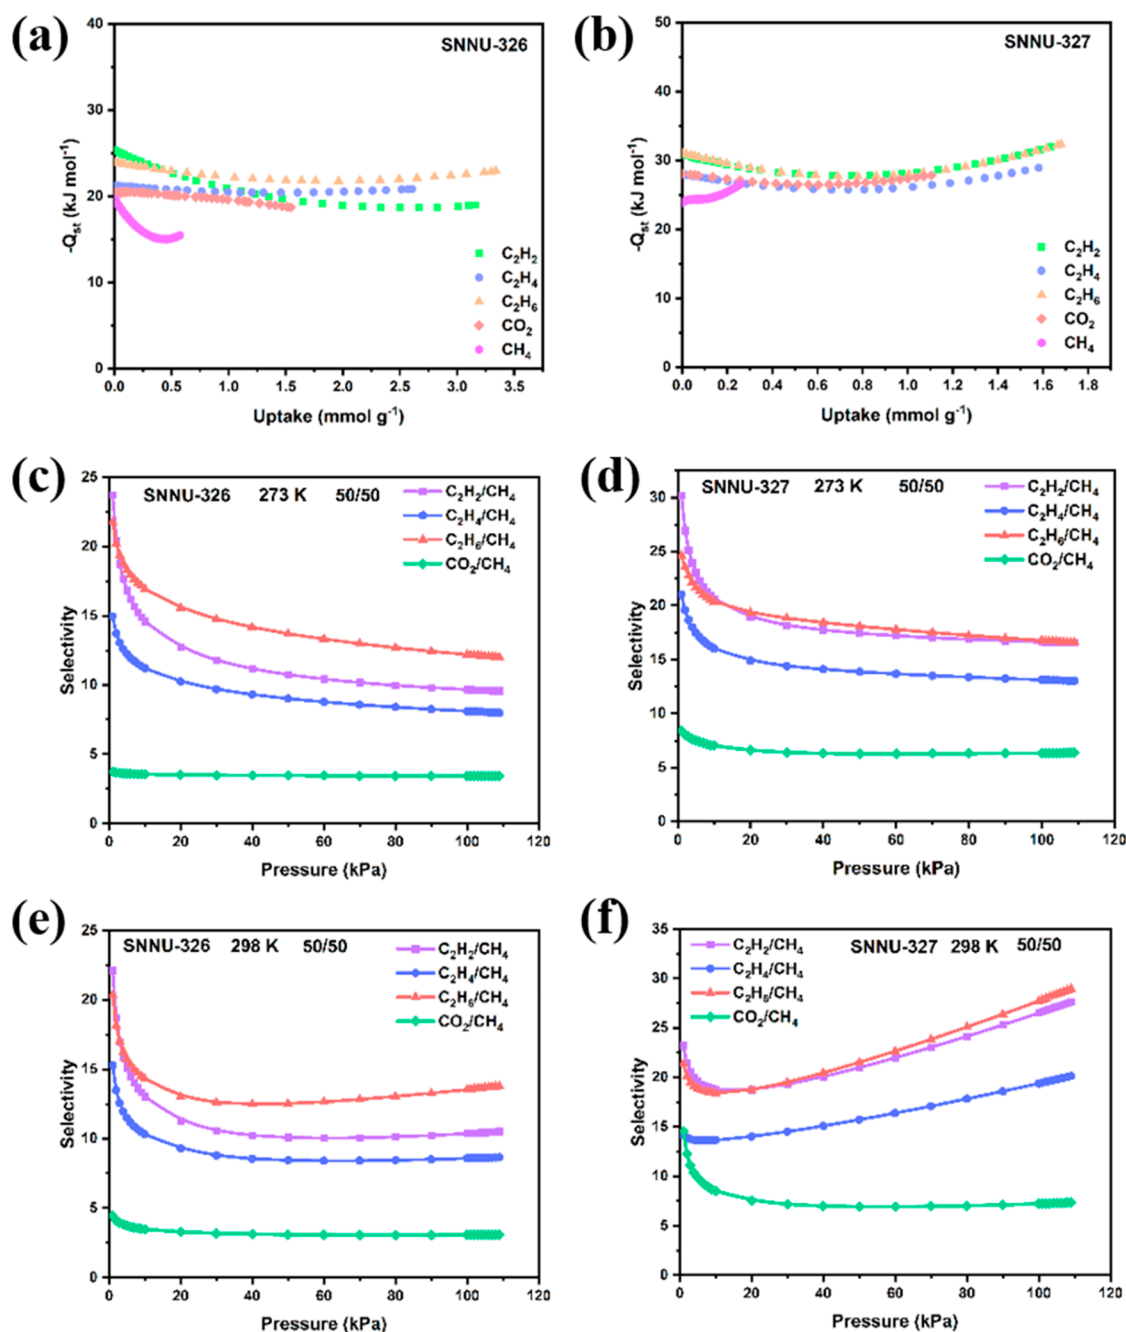 (a)
SNNU-326
-Qst (kJ mol-1)
40
30
20
10
0
C2H2
C2H4
C2H6
CO2
CH4
0.0 0.5 1.0 1.5 2.0 2.5 3.0 3.5
Uptake (mmol g-1)
(b)
SNNU-327
-Qst (kJ mol-1)
50
40
30
20
10
0
C2H2
C2H4
C2H6
CO2
CH4
0.0 0.2 0.4 0.6 0.8 1.0 1.2 1.4 1.6 1.8
Uptake (mmol g-1)
(c)
SNNU-326 273 K 50/50
C2H2/CH4
C2H4/CH4
C2H6/CH4
CO2/CH4
Selectivity
25
20
15
10
5
0
0 20 40 60 80 100 120
Pressure (kPa)
(d)
SNNU-327 273 K 50/50
C2H2/CH4
C2H4/CH4
C2H6/CH4
CO2/CH4
Selectivity
30
25
20
15
10
5
0
0 20 40 60 80 100 120
Pressure (kPa)
(e)
SNNU-326 298 K 50/50
C2H2/CH4
C2H4/CH4
C2H6/CH4
CO2/CH4
Selectivity
25
20
15
10
5
0
0 20 40 60 80 100 120
Pressure (kPa)
(f)
SNNU-327 298 K 50/50
C2H2/CH4
C2H4/CH4
C2H6/CH4
CO2/CH4
Selectivity
35
30
25
20
15
10
5
0
0 20 40 60 80 100 120
Pressure (kPa)